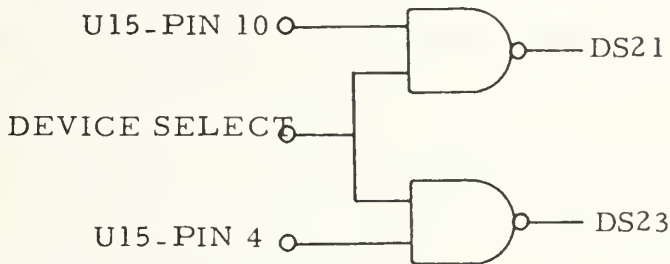 U15-PIN 10
DS21
DEVICE SELECT
U15-PIN 4
DS23